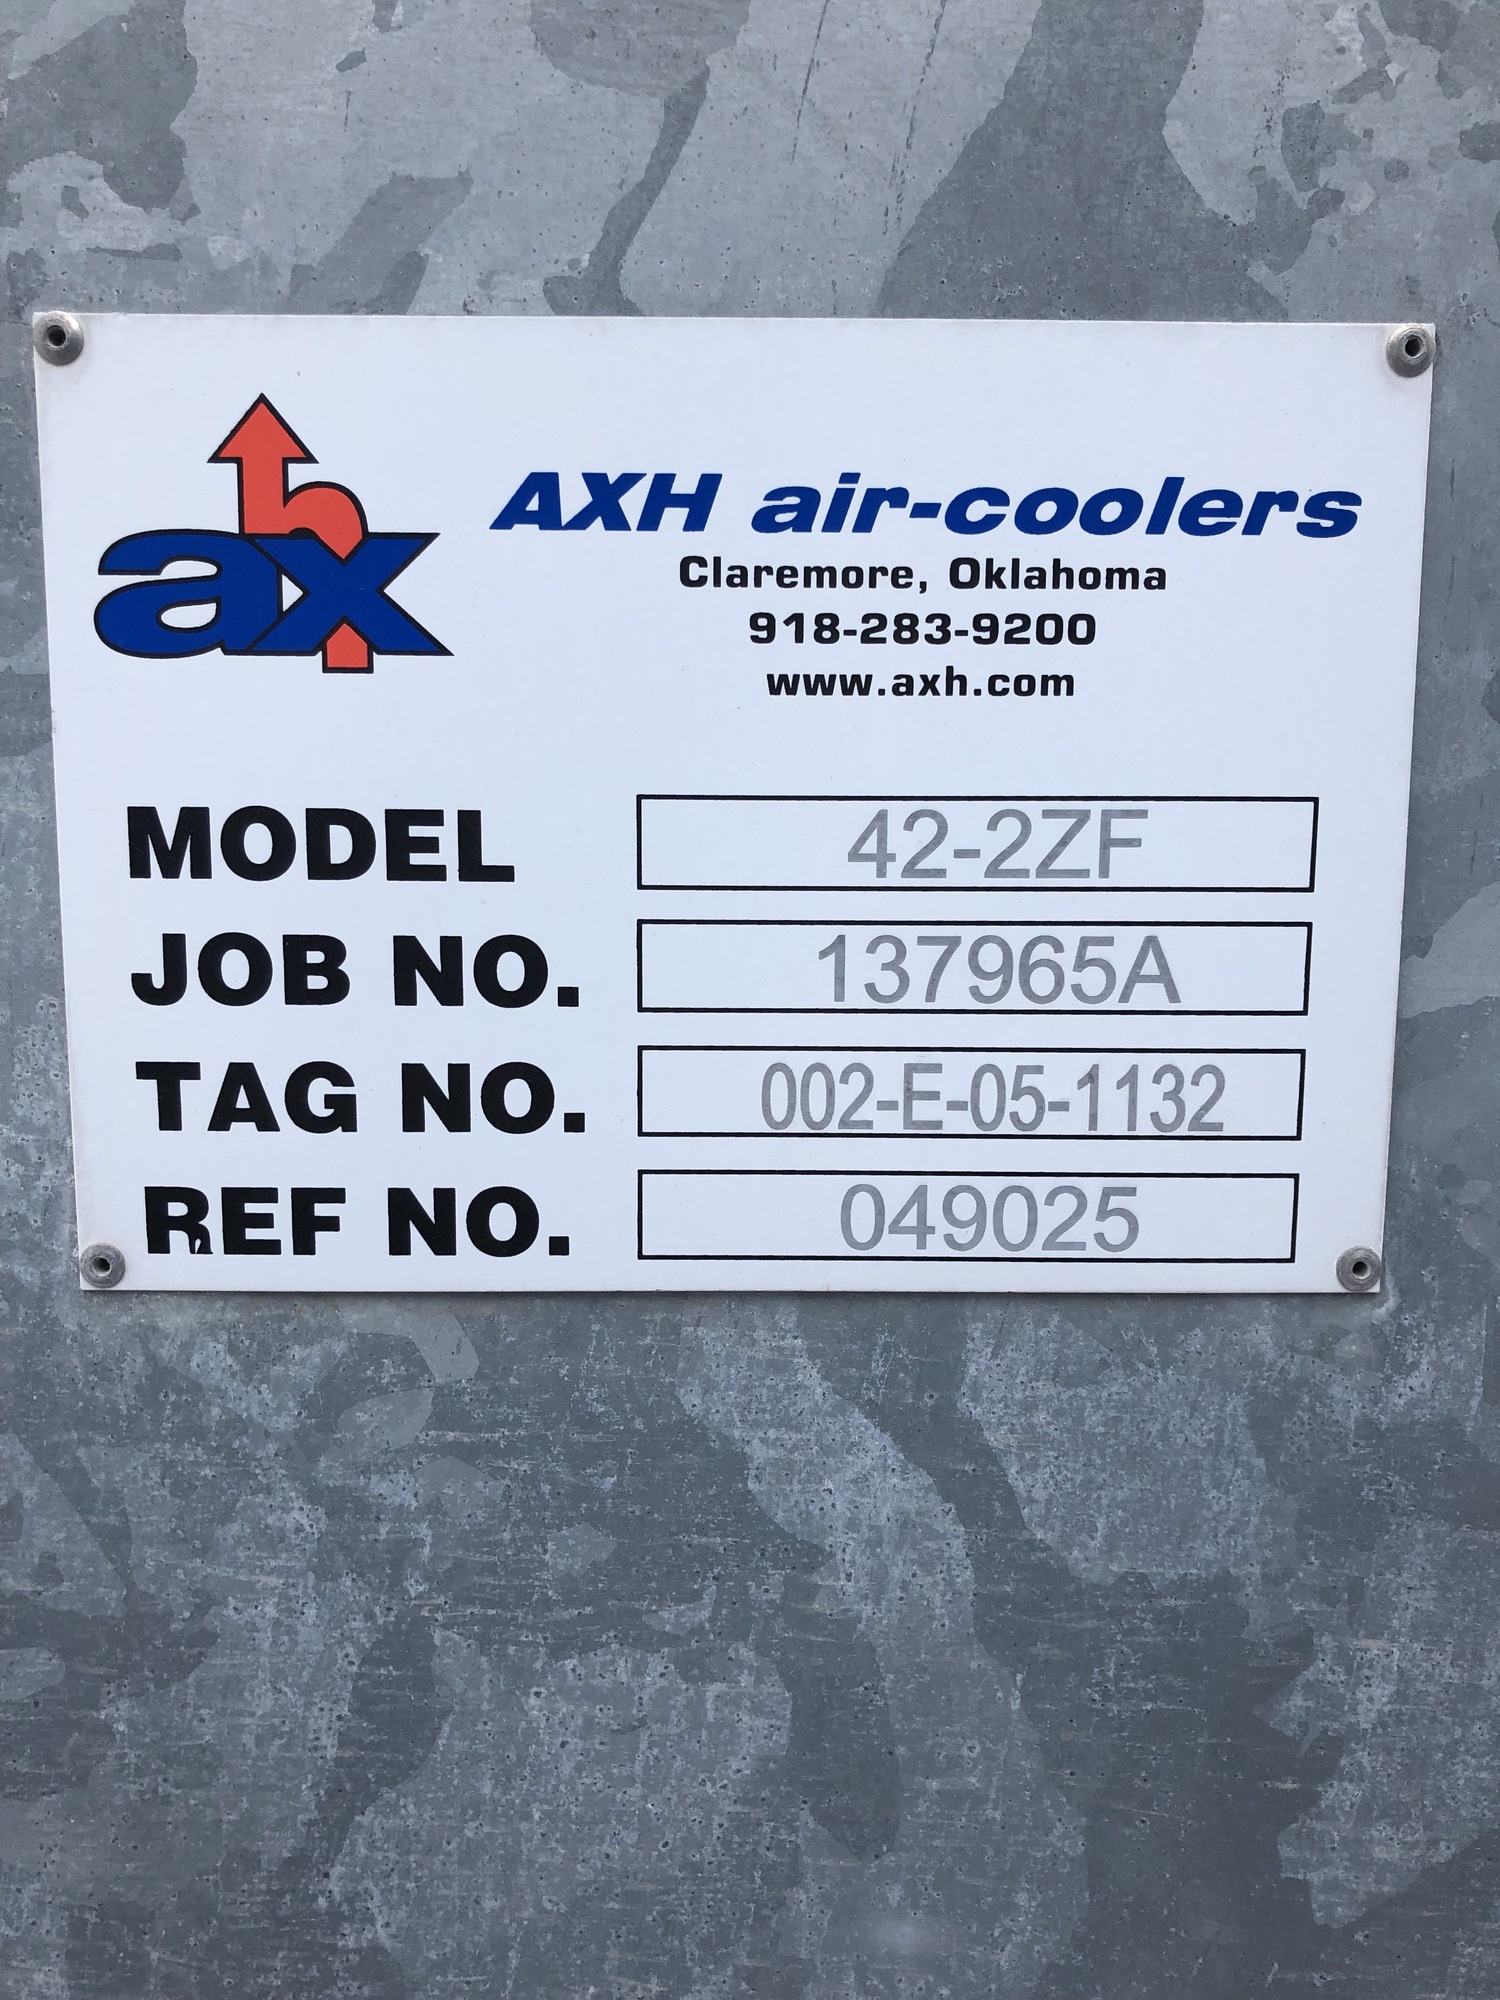 axh
AXH air-coolers
Claremore, Oklahoma
918-283-9200
www.axh.com
MODEL 42-2ZF
JOB NO. 137965A
TAG NO. 002-E-05-1132
REF NO. 049025